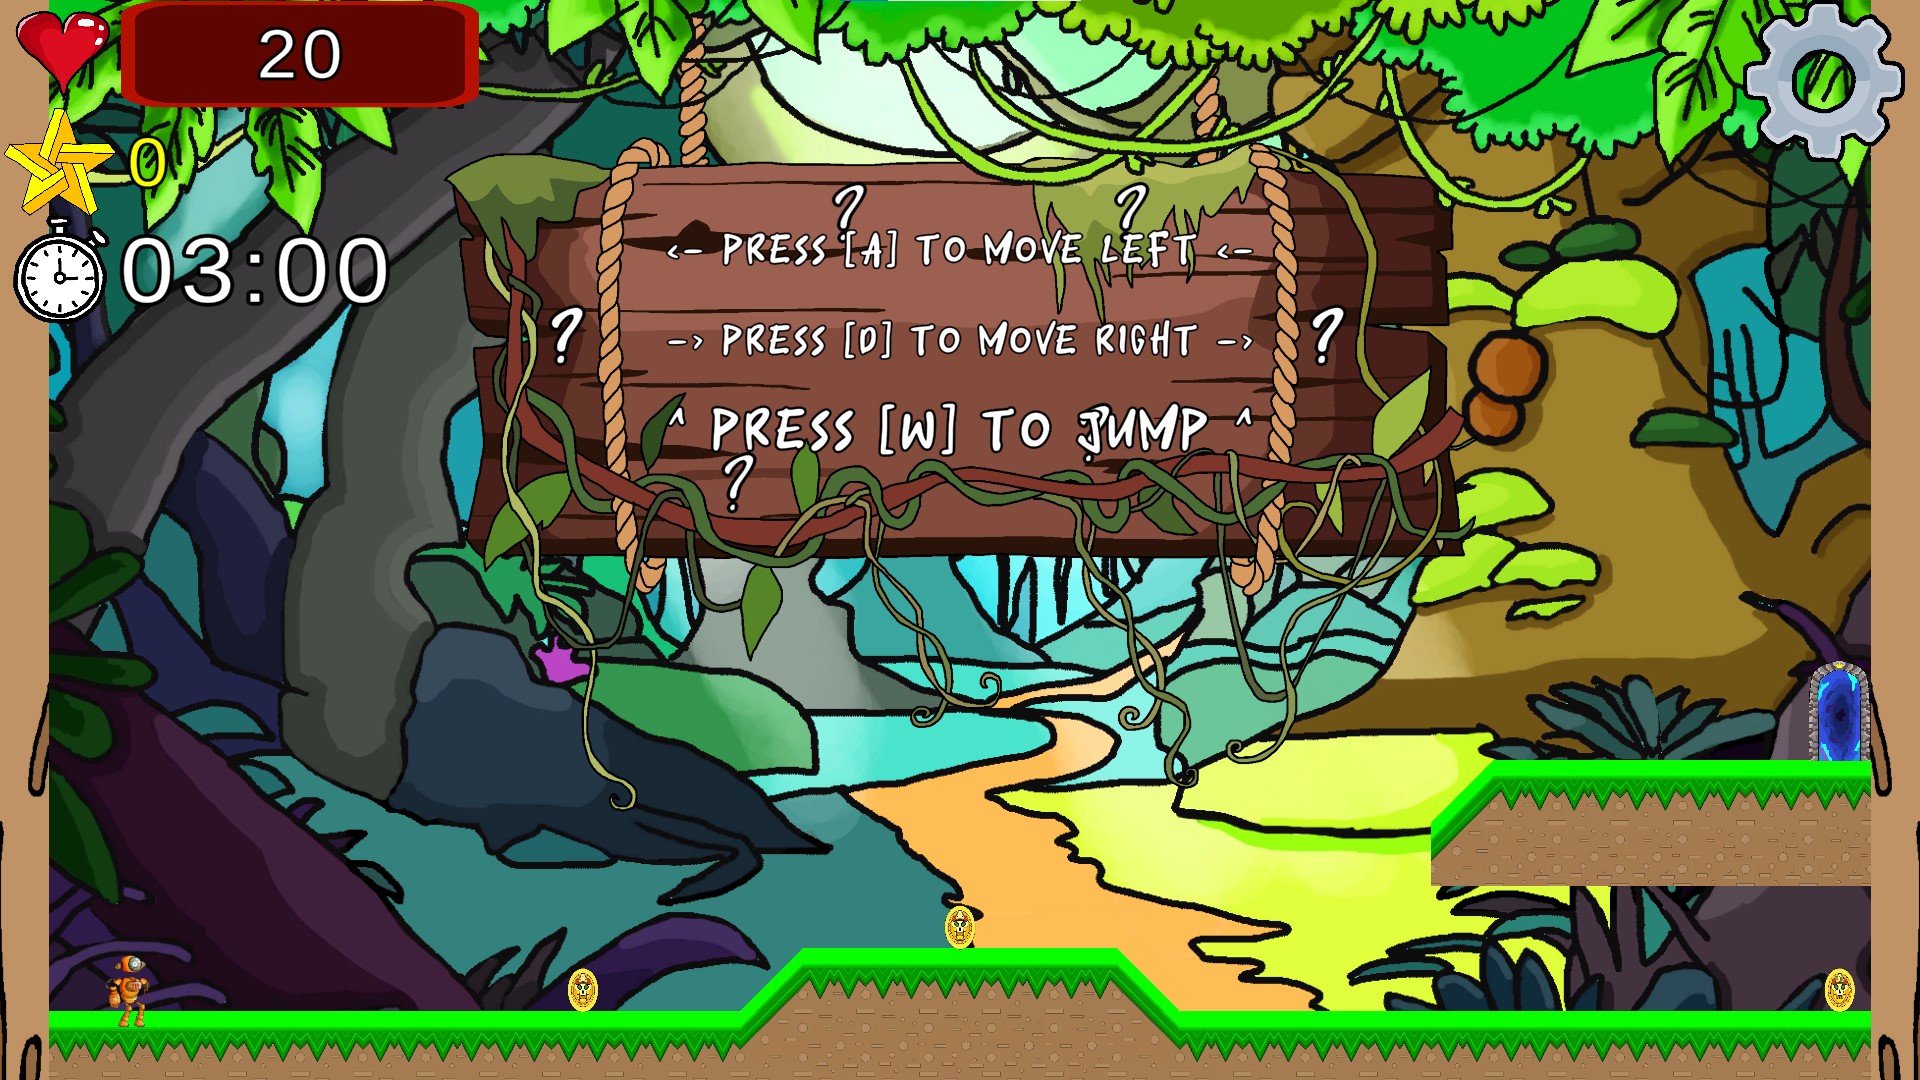 20
0
03:00
? ?
<- PRESS [A] TO MOVE LEFT <-
? -> PRESS [D] TO MOVE RIGHT -> ?
^ PRESS [W] TO JUMP ^
?